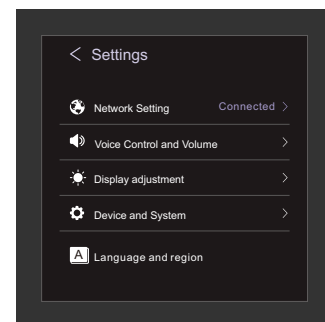 Settings
Network Setting Connected
Voice Control and Volume
Display adjustment
Device and System
A Language and region